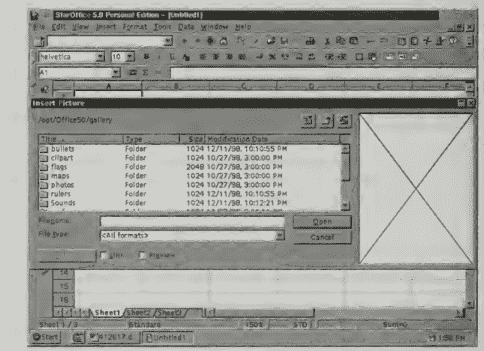 StarOffice 5.0 Personal Edition - [Untitled1]
File Edit View Insert Format Tools Data Window Help
helvetica 10
A1
Insert Picture
/opt/Office50/gallery
Title Type Size Modification Date
bullets Folder 1024 12/11/98, 10:10:55 PM
clipart Folder 1024 10/27/98, 3:00:00 PM
flags Folder 2048 10/27/98, 3:00:00 PM
maps Folder 1024 10/27/98, 3:00:00 PM
photos Folder 1024 10/27/98, 3:00:00 PM
rulers Folder 1024 12/11/98, 10:10:55 PM
Sounds Folder 1024 12/11/98, 10:12:21 PM
Filename: Open
File type: <All formats> Cancel
Link Preview
14
15
16
Sheet1 Sheet2 Sheet3
Sheet 1 / 3 Standard 150% STD Sum=0
Start Untitled1 1:58 PM